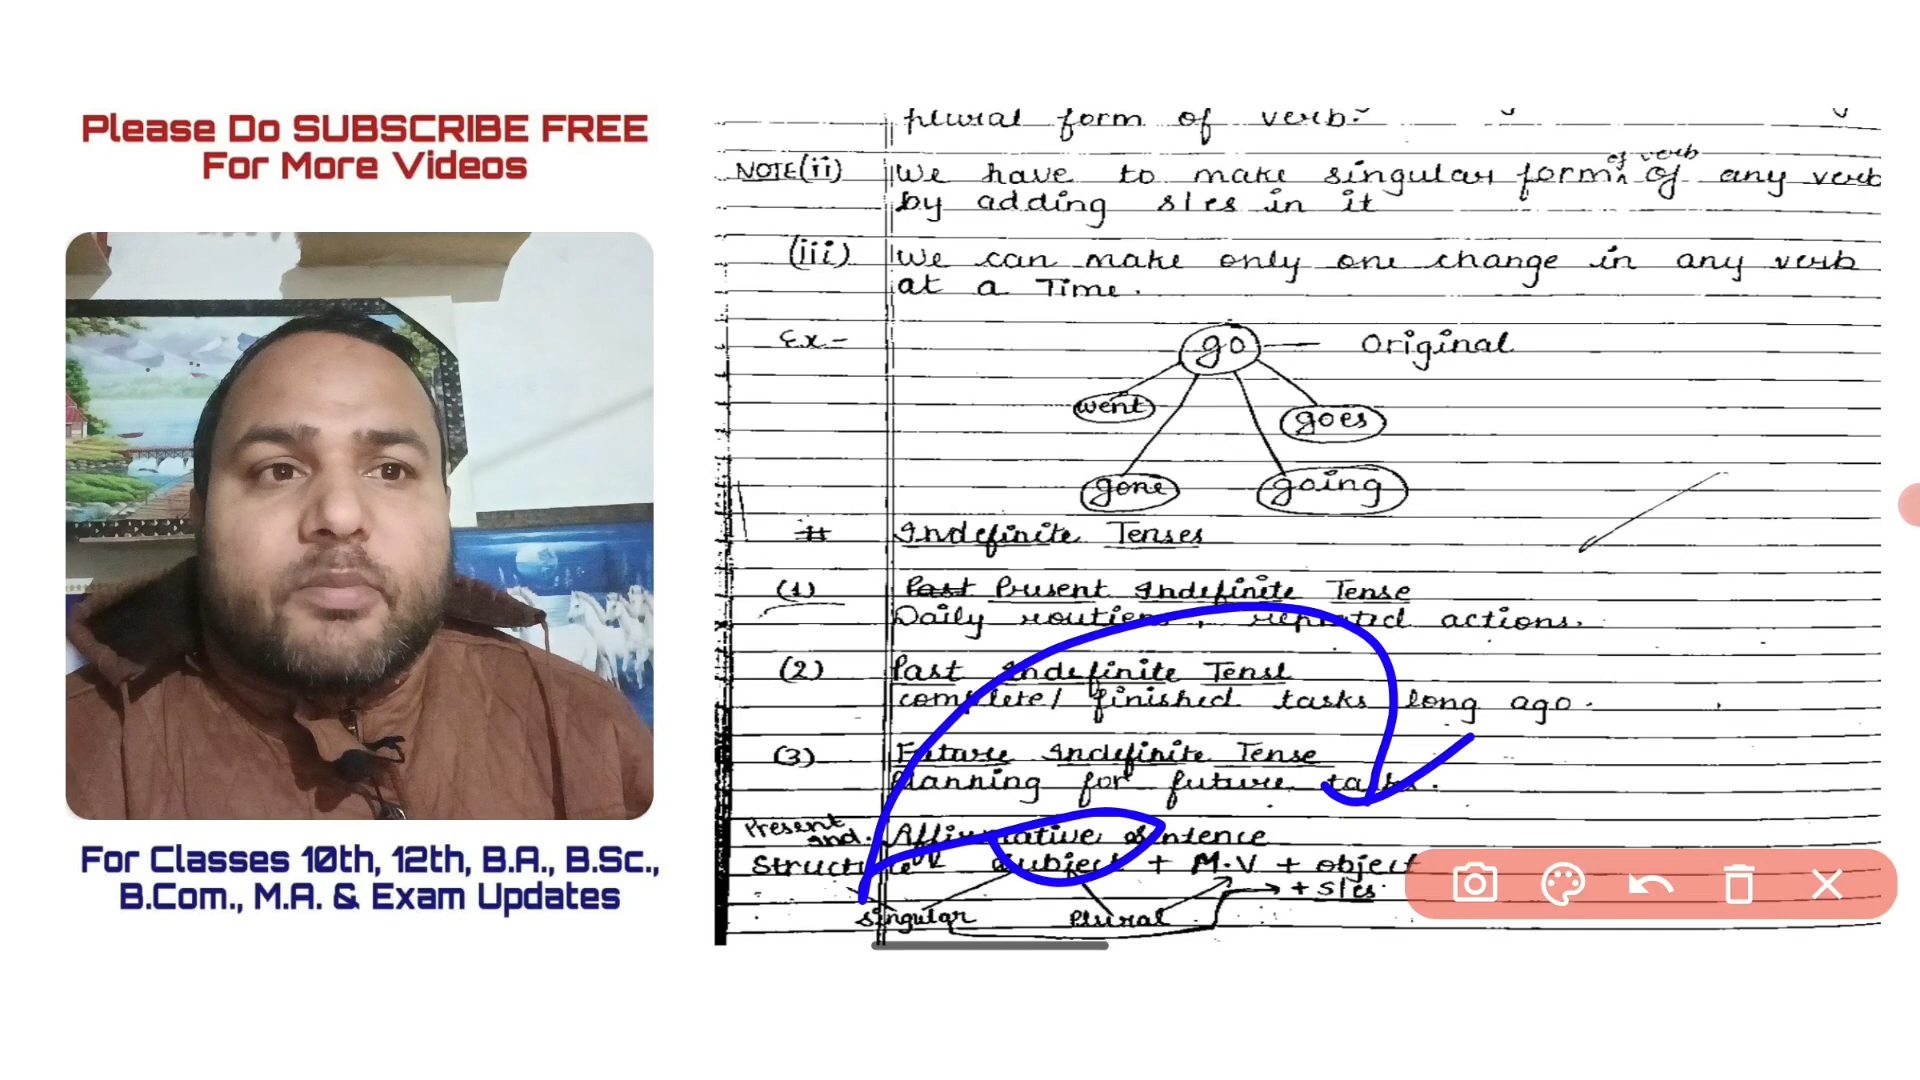 Please Do SUBSCRIBE FREE
For More Videos
For Classes 10th, 12th, B.A., B.Sc.,
B.Com., M.A. & Exam Updates
plural form of verb.
NOTE(ii) We have to make singular form of verb of any verb
by adding s/es in it
(iii) We can make only one change in any verb
at a Time.
Ex.- go — Original
went
goes
gone
going
# Indefinite Tenses
(1) Past Present Indefinite Tense
Daily routiens, repeated actions.
(2) Past Indefinite Tense
complete/ finished tasks long ago.
(3) Future Indefinite Tense
Planning for future tasks.
Present Ind. Affirmative Sentence
Structure Subject + M.V + object
+ s/es.
Singular Plural